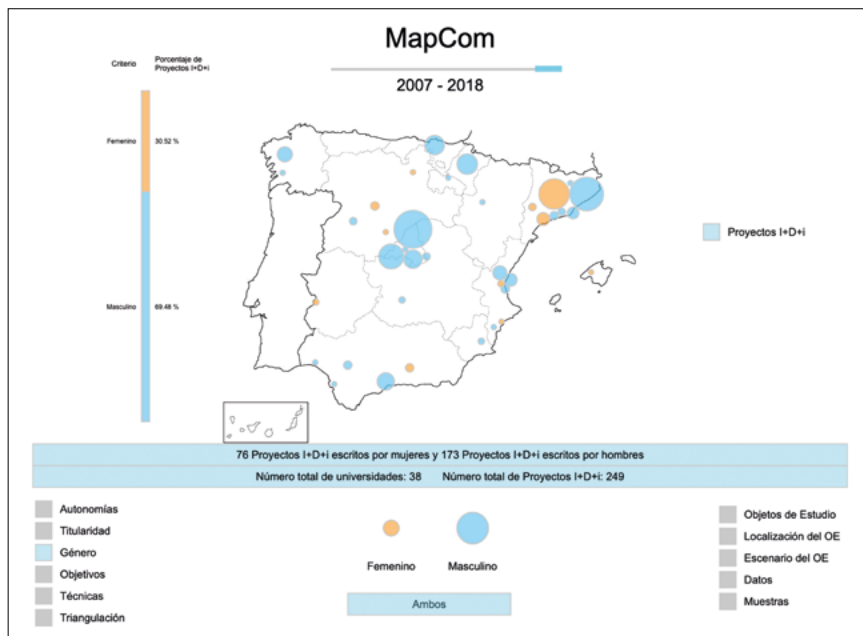 MapCom
2007 - 2018
Criterio
Porcentaje de
Proyectos I+D+i
Femenino
30.52 %
Masculino
69.48 %
Proyectos I+D+i
76 Proyectos I+D+i escritos por mujeres y 173 Proyectos I+D+i escritos por hombres
Número total de universidades: 38 Número total de Proyectos I+D+i: 249
Autonomías
Titularidad
Género
Objetivos
Técnicas
Triangulación
Femenino
Masculino
Ambos
Objetos de Estudio
Localización del OE
Escenario del OE
Datos
Muestras